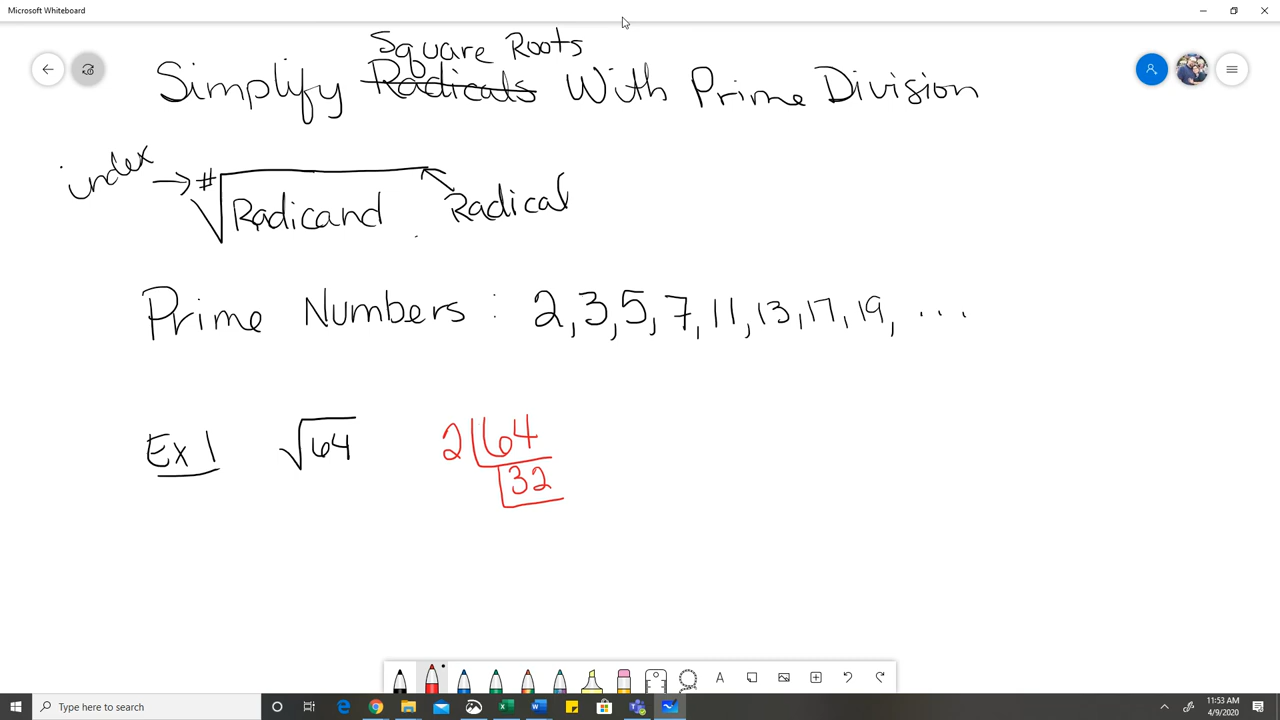 Microsoft Whiteboard
Square Roots
Simplify Radicals With Prime Division
index → # √Radicand Radical
Prime Numbers : 2, 3, 5, 7, 11, 13, 17, 19, ...
Ex 1 √64 2 64
32
A
Type here to search
11:53 AM
4/9/2020